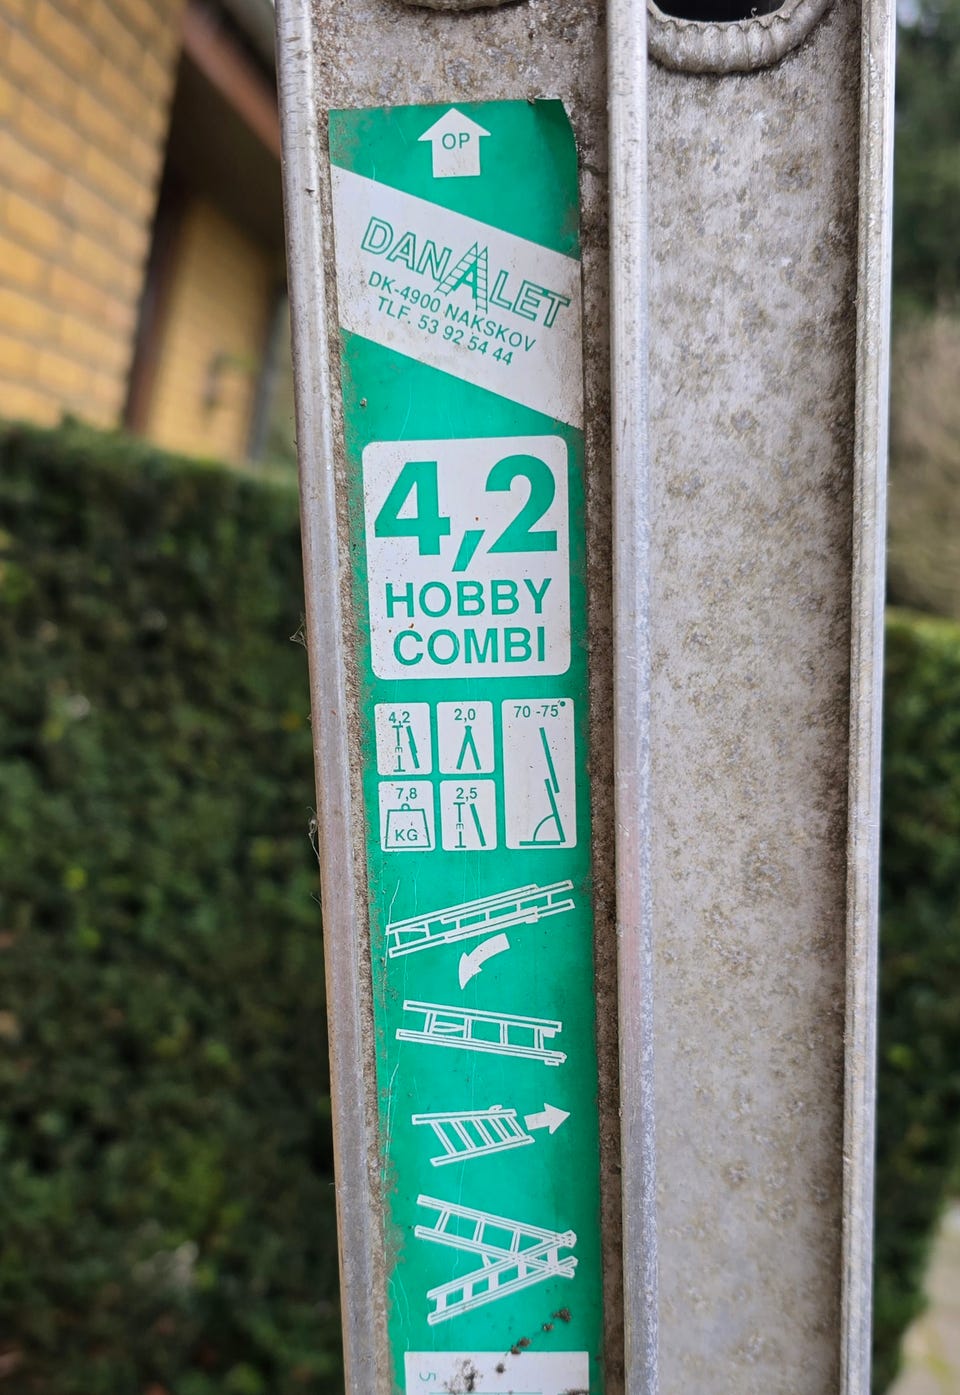 OP
DANALET
DK-4900 NAKSKOV
TLF. 53 92 54 44
4,2
HOBBY
COMBI
4,2
2,0
70 -75°
7,8
KG
2,5
5